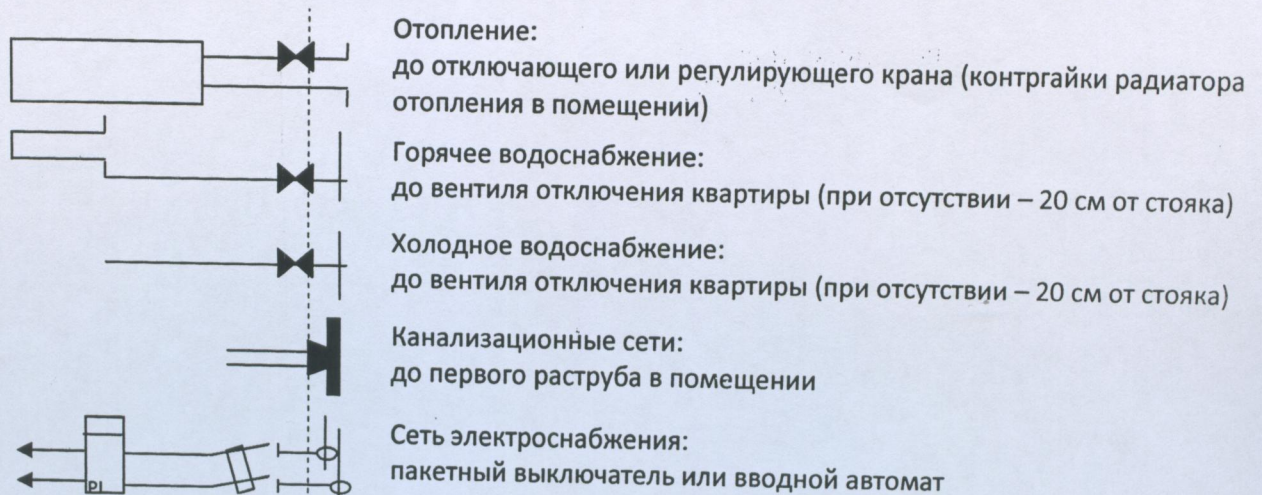 Отопление:
до отключающего или регулирующего крана (контргайки радиатора
отопления в помещении)
Горячее водоснабжение:
до вентиля отключения квартиры (при отсутствии – 20 см от стояка)
Холодное водоснабжение:
до вентиля отключения квартиры (при отсутствии – 20 см от стояка)
Канализационные сети:
до первого раструба в помещении
Сеть электроснабжения:
пакетный выключатель или вводной автомат
PI